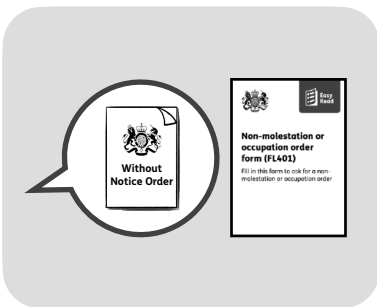 Without
Notice Order
Easy
Read
Non-molestation or
occupation order
form (FL401)
Fill in this form to ask for a non-
molestation or occupation order